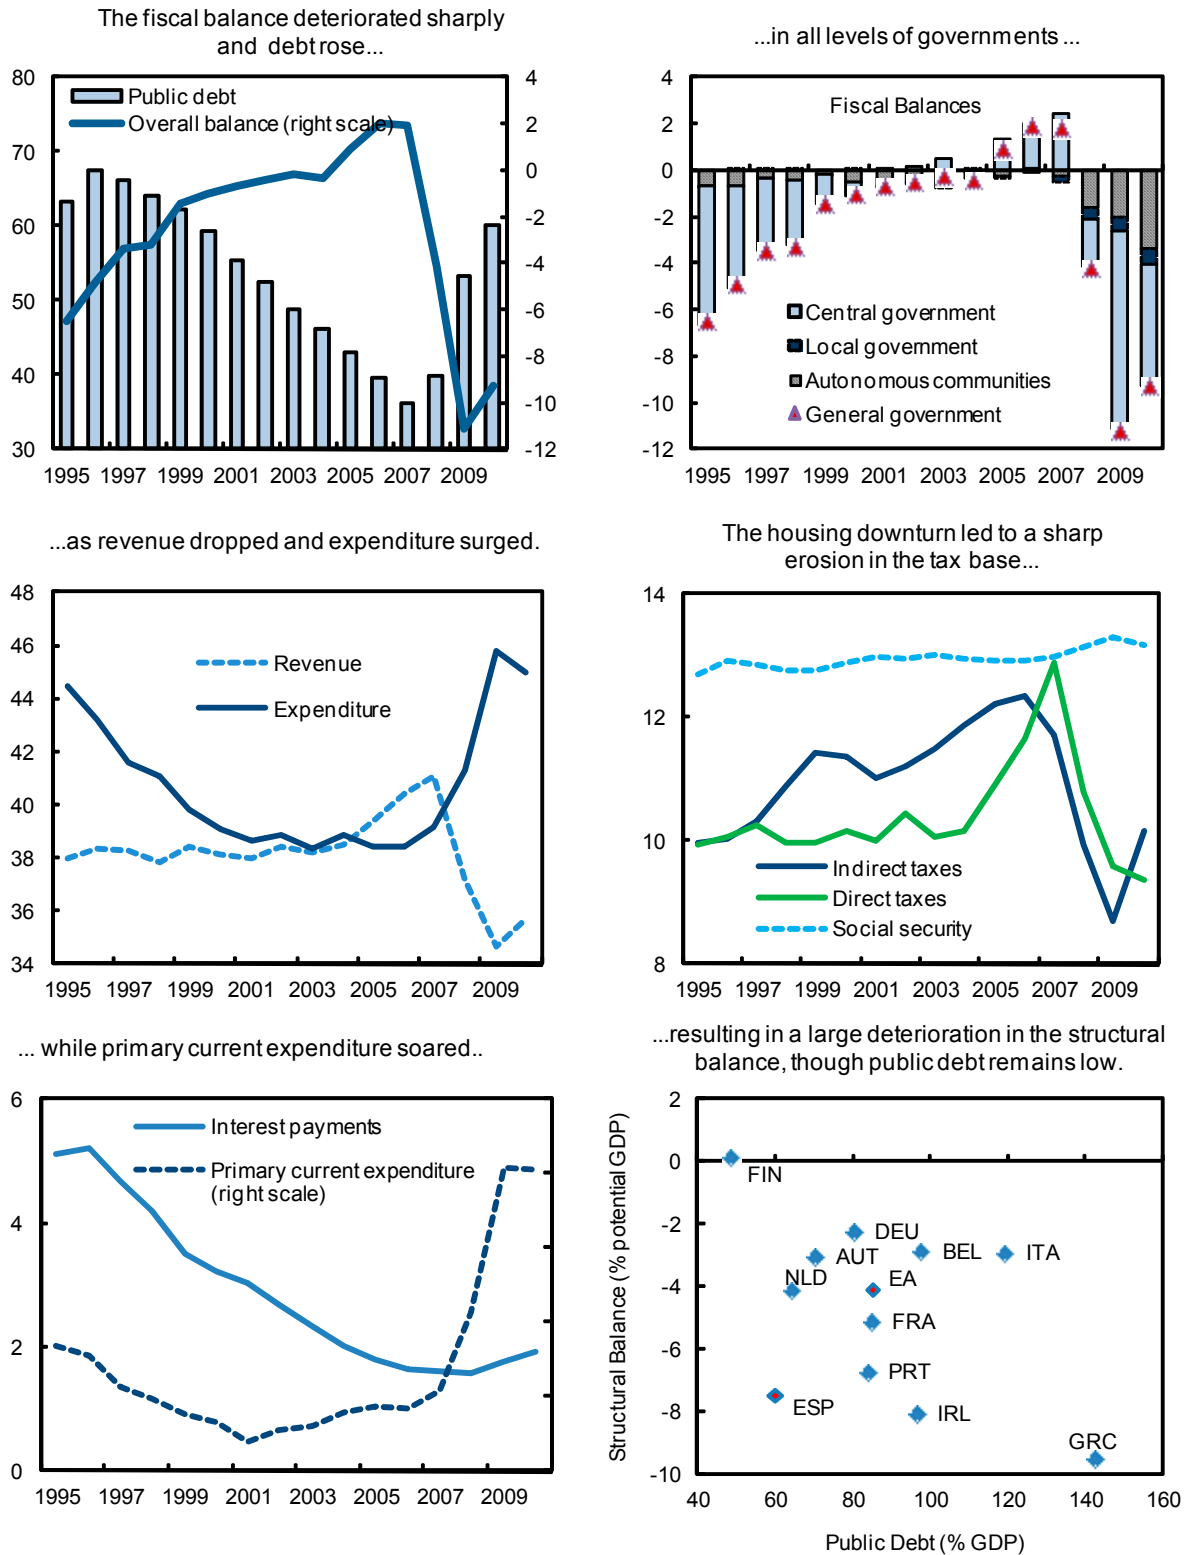 The fiscal balance deteriorated sharply
and debt rose...
80
70
60
50
40
30
4
2
0
-2
-4
-6
-8
-10
-12
Public debt
Overall balance (right scale)
1995 1997 1999 2001 2003 2005 2007 2009
...in all levels of governments ...
4
2
0
-2
-4
-6
-8
-10
-12
Fiscal Balances
Central government
Local government
Autonomous communities
General government
1995 1997 1999 2001 2003 2005 2007 2009
...as revenue dropped and expenditure surged.
48
46
44
42
40
38
36
34
Revenue
Expenditure
1995 1997 1999 2001 2003 2005 2007 2009
The housing downturn led to a sharp
erosion in the tax base...
14
12
10
8
Indirect taxes
Direct taxes
Social security
1995 1997 1999 2001 2003 2005 2007 2009
... while primary current expenditure soared..
6
4
2
0
Interest payments
Primary current expenditure
(right scale)
1995 1997 1999 2001 2003 2005 2007 2009
...resulting in a large deterioration in the structural
balance, though public debt remains low.
Structural Balance (% potential GDP)
2
0
-2
-4
-6
-8
-10
FIN
DEU
AUT
BEL
ITA
NLD
EA
FRA
PRT
ESP
IRL
GRC
40 60 80 100 120 140 160
Public Debt (% GDP)